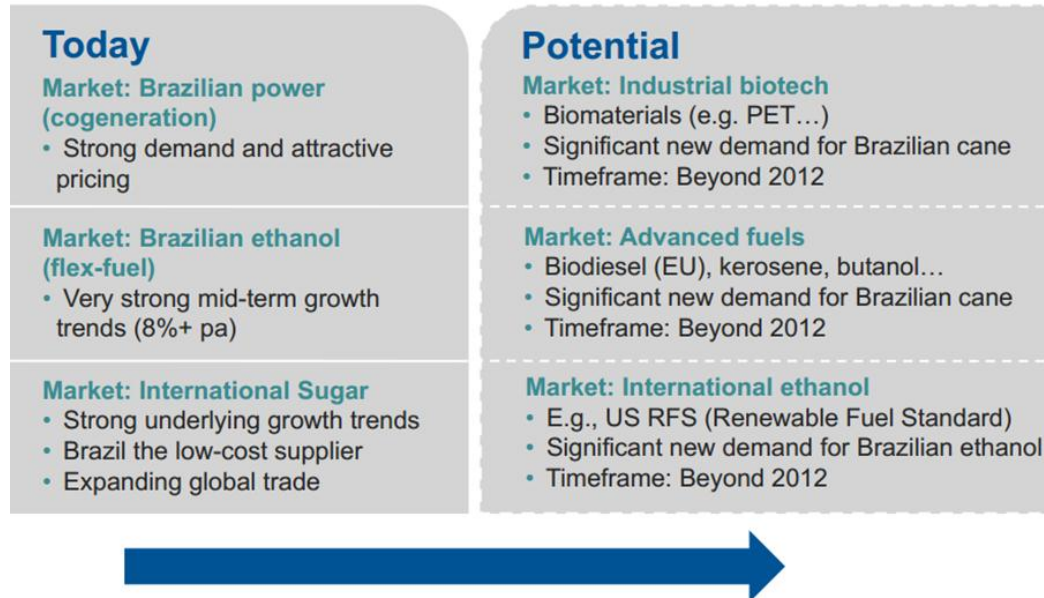 Today
Market: Brazilian power
(cogeneration)
• Strong demand and attractive
pricing
Market: Brazilian ethanol
(flex-fuel)
• Very strong mid-term growth
trends (8%+ pa)
Market: International Sugar
• Strong underlying growth trends
• Brazil the low-cost supplier
• Expanding global trade
Potential
Market: Industrial biotech
• Biomaterials (e.g. PET…)
• Significant new demand for Brazilian cane
• Timeframe: Beyond 2012
Market: Advanced fuels
• Biodiesel (EU), kerosene, butanol…
• Significant new demand for Brazilian cane
• Timeframe: Beyond 2012
Market: International ethanol
• E.g., US RFS (Renewable Fuel Standard)
• Significant new demand for Brazilian ethanol
• Timeframe: Beyond 2012